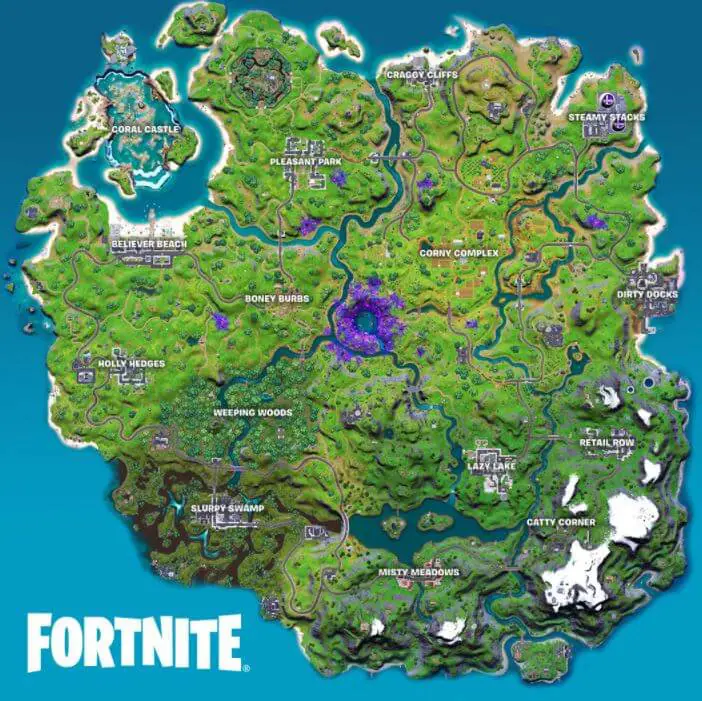 CRAGGY CLIFFS
STEAMY STACKS
CORAL CASTLE
PLEASANT PARK
BELIEVER BEACH
CORNY COMPLEX
BONEY BURBS
DIRTY DOCKS
HOLLY HEDGES
WEEPING WOODS
RETAIL ROW
LAZY LAKE
SLURPY SWAMP
CATTY CORNER
MISTY MEADOWS
FORTNITE®